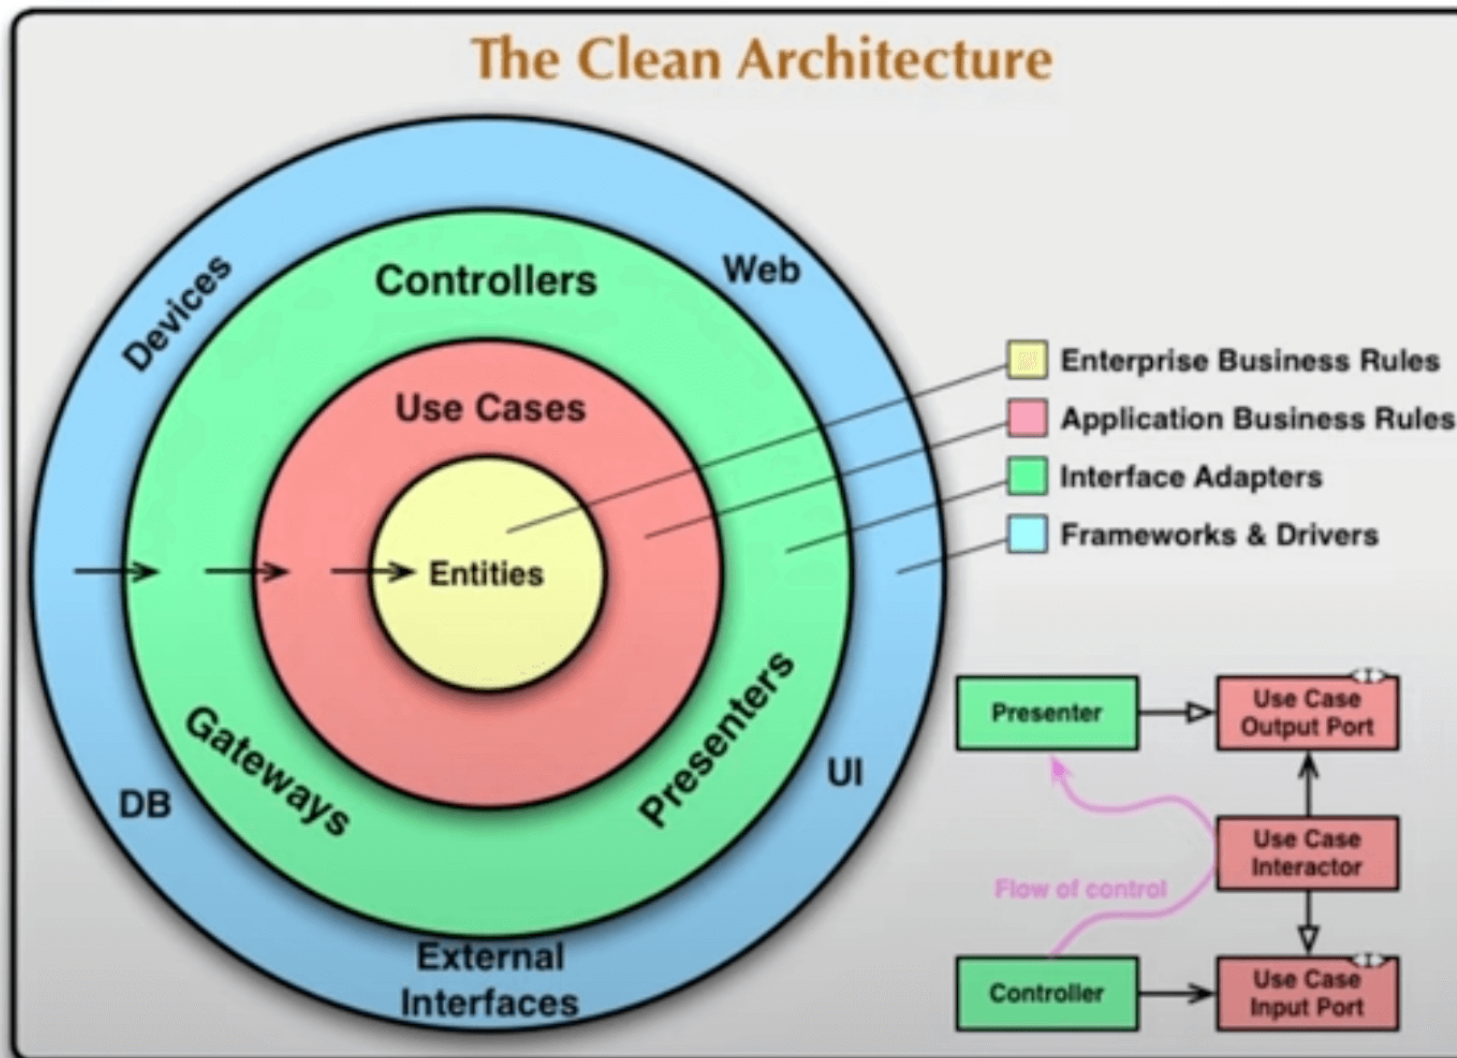 The Clean Architecture
Devices
Web
Controllers
Use Cases
Entities
Gateways
Presenters
DB
UI
External
Interfaces
Enterprise Business Rules
Application Business Rules
Interface Adapters
Frameworks & Drivers
Presenter
Use Case
Output Port
Use Case
Interactor
Flow of control
Controller
Use Case
Input Port